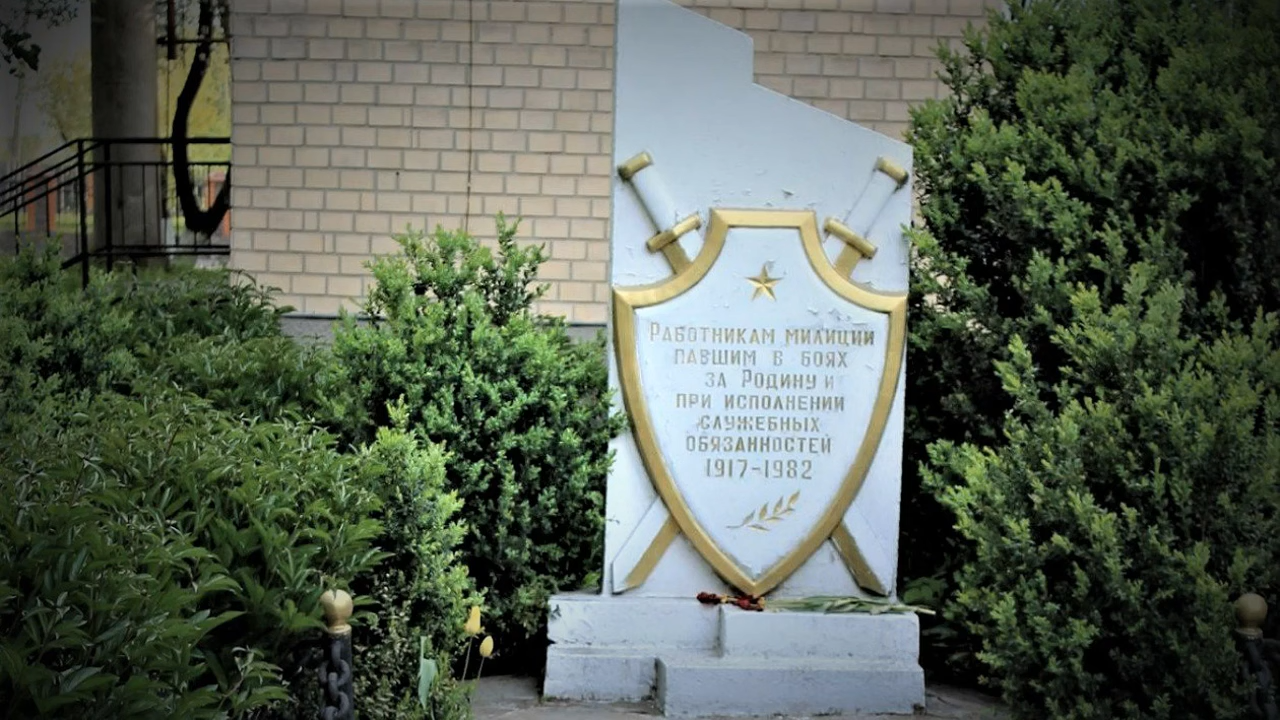 Работникам милиции
павшим в боях
за Родину и
при исполнении
служебных
обязанностей
1917-1982